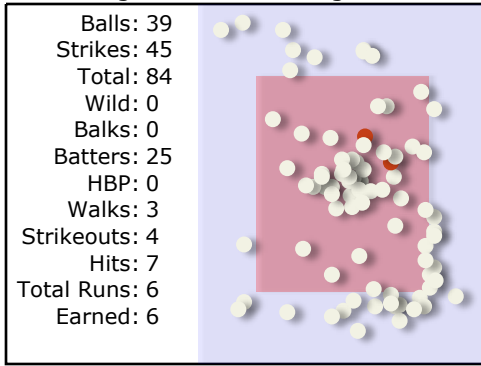 Balls: 39
Strikes: 45
Total: 84
Wild: 0
Balks: 0
Batters: 25
HBP: 0
Walks: 3
Strikeouts: 4
Hits: 7
Total Runs: 6
Earned: 6